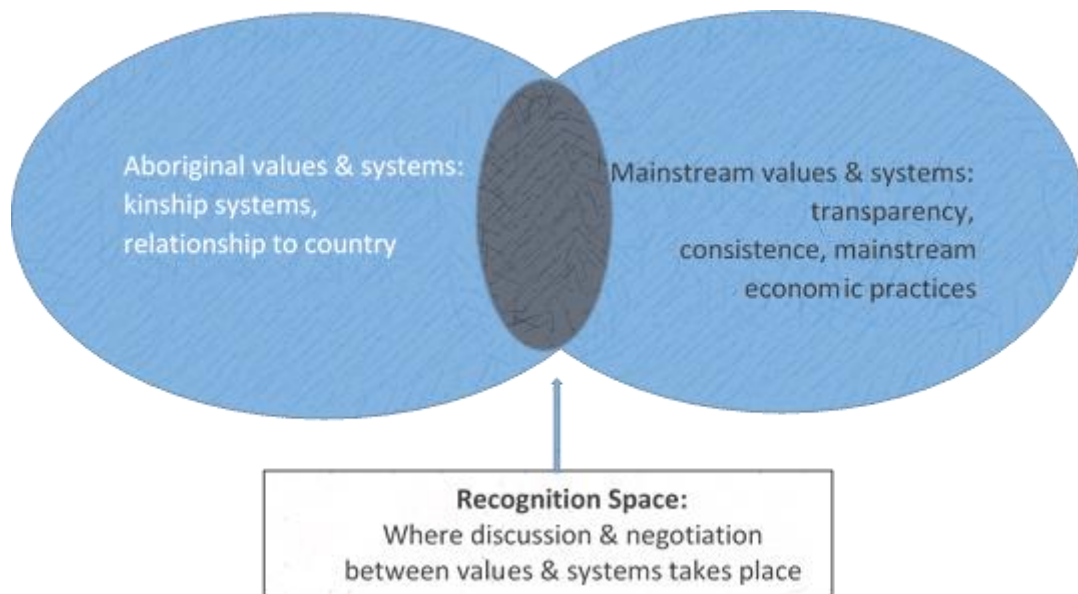 Aboriginal values & systems:
kinship systems,
relationship to country
Mainstream values & systems:
transparency,
consistence, mainstream
economic practices
Recognition Space:
Where discussion & negotiation
between values & systems takes place